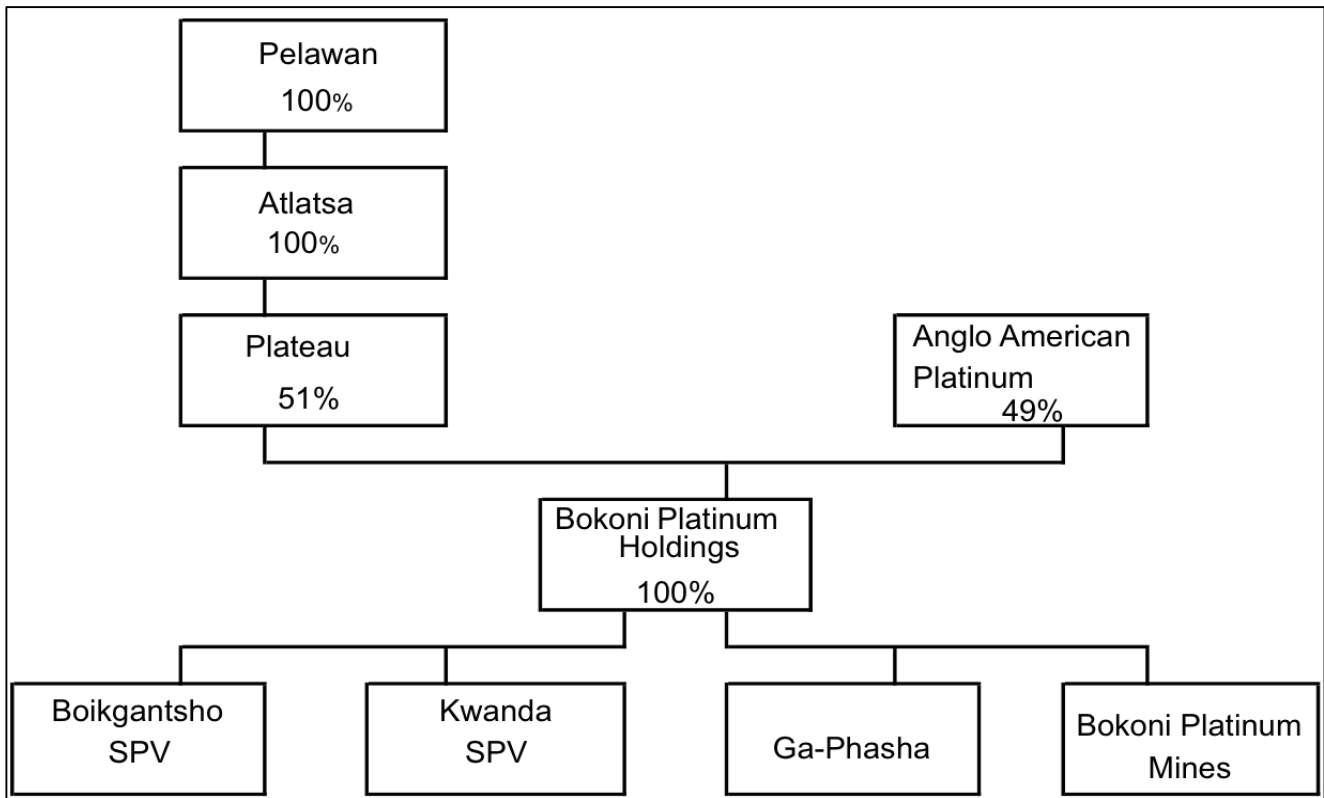 Pelawan
100%
Atlatsa
100%
Plateau
51%
Anglo American
Platinum
49%
Bokoni Platinum
Holdings
100%
Boikgantsho
SPV
Kwanda
SPV
Ga-Phasha
Bokoni Platinum
Mines